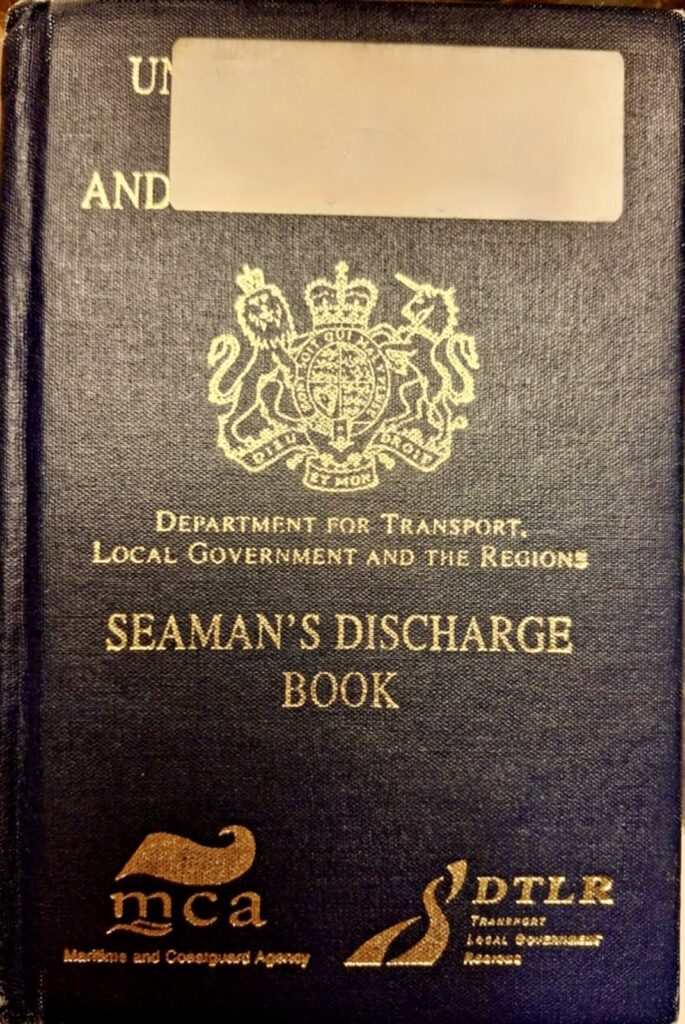 UN
AND
HONI SOIT QUI MAL Y PENSE
DIEU ET MON DROIT
DEPARTMENT FOR TRANSPORT,
LOCAL GOVERNMENT AND THE REGIONS
SEAMAN'S DISCHARGE
BOOK
mca
Maritime and Coastguard Agency
DTLR
TRANSPORT
LOCAL GOVERNMENT
REGIONS